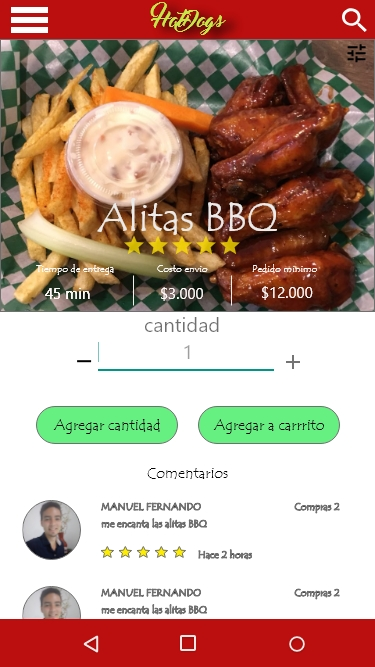 HotDogs
Alitas BBQ
Tiempo de entrega Costo envio Pedido minimo
45 min $3.000 $12.000
cantidad
1
Agregar cantidad Agregar a carrrito
Comentarios
MANUEL FERNANDO Compras 2
me encanta las alitas BBQ
Hace 2 horas
MANUEL FERNANDO Compras 2
me encanta las alitas BBQ